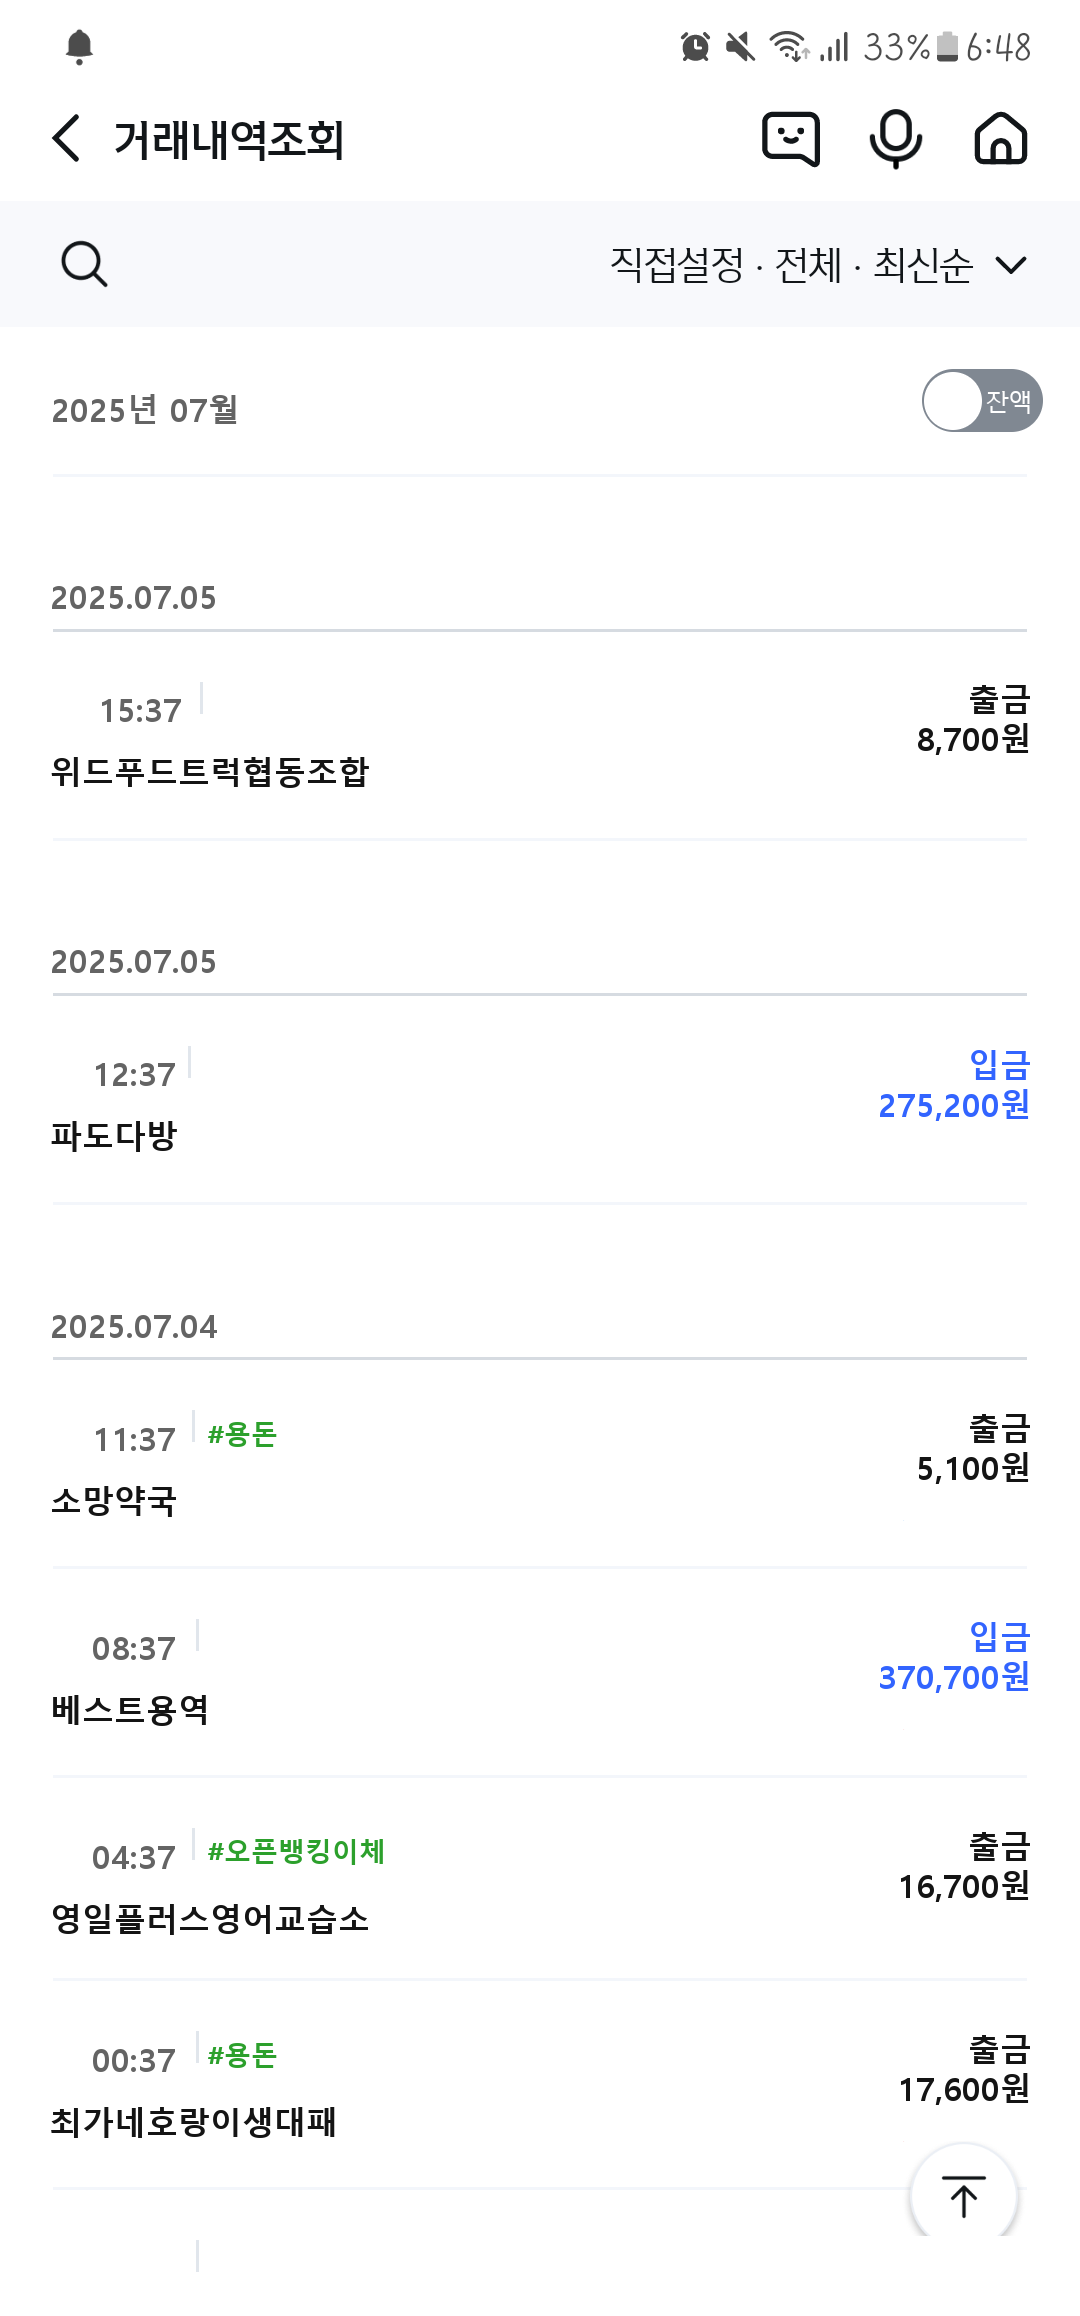 33% 6:48
거래내역조회
직접설정 · 전체 · 최신순
2025년 07월
잔액
2025.07.05
15:37
출금
8,700원
위드푸드트럭협동조합
2025.07.05
12:37
입금
275,200원
파도다방
2025.07.04
11:37 #용돈
출금
5,100원
소망약국
08:37
입금
370,700원
베스트용역
04:37 #오픈뱅킹이체
출금
16,700원
영일플러스영어교습소
00:37 #용돈
출금
17,600원
최가네호랑이생대패